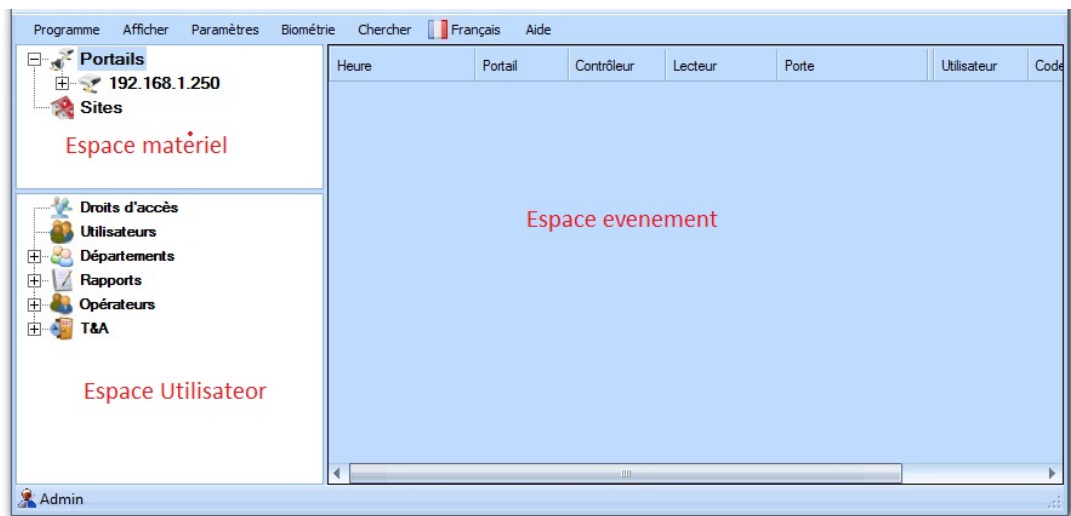 Programme Afficher Paramètres Biométrie Chercher Français Aide
Portails
192.168.1.250
Sites
Espace matériel
Heure Portail Contrôleur Lecteur Porte Utilisateur Code
Espace evenement
Droits d'accès
Utilisateurs
Départements
Rapports
Opérateurs
T&A
Espace Utilisateor
Admin